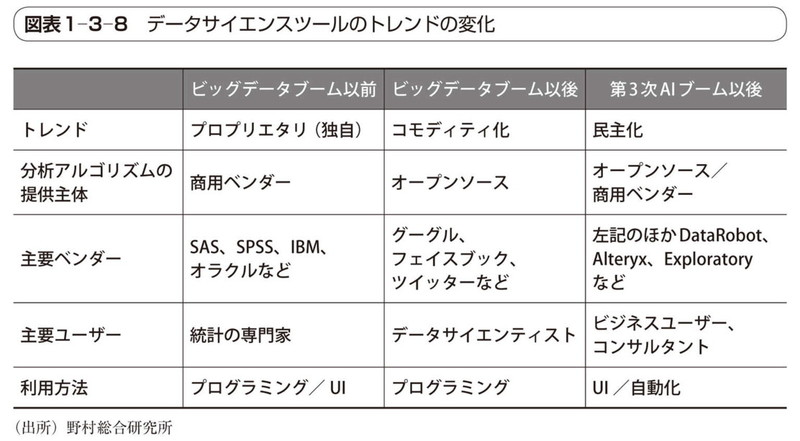 図表1-3-8 データサイエンスツールのトレンドの変化
ビッグデータブーム以前 ビッグデータブーム以後 第3次AIブーム以後
トレンド プロプリエタリ（独自） コモディティ化 民主化
分析アルゴリズムの
提供主体
商用ベンダー
オープンソース
オープンソース／
商用ベンダー
主要ベンダー
SAS、SPSS、IBM、
オラクルなど
グーグル、
フェイスブック、
ツイッターなど
左記のほかDataRobot、
Alteryx、Exploratory
など
主要ユーザー
統計の専門家
データサイエンティスト
ビジネスユーザー、
コンサルタント
利用方法 プログラミング／UI プログラミング UI／自動化
（出所）野村総合研究所